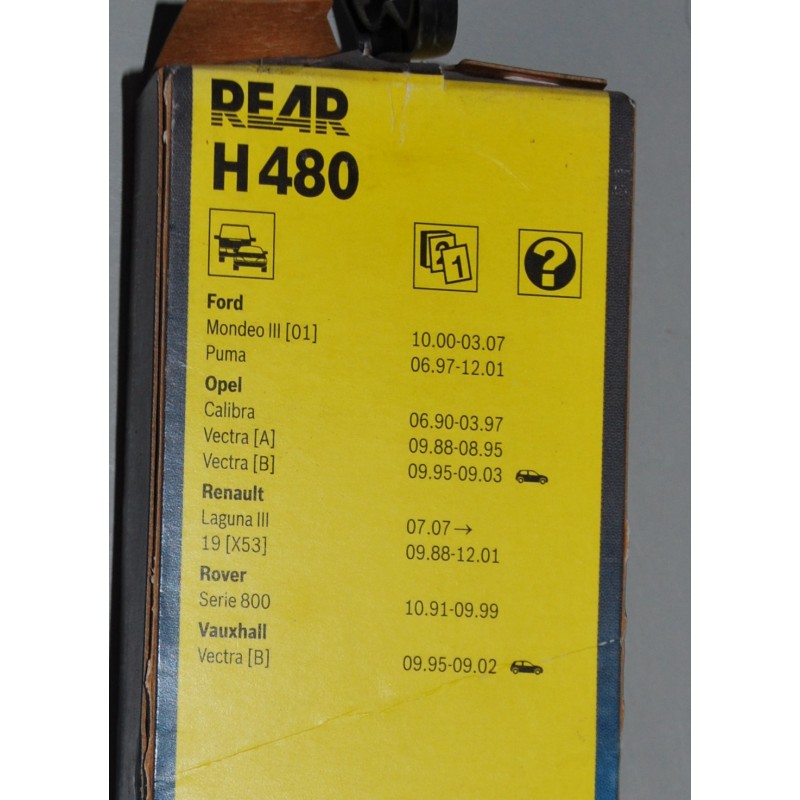 REAR
H 480
2 1
?
Ford
Mondeo III [01] 10.00-03.07
Puma 06.97-12.01
Opel
Calibra 06.90-03.97
Vectra [A] 09.88-08.95
Vectra [B] 09.95-09.03
Renault
Laguna III 07.07→
19 [X53] 09.88-12.01
Rover
Serie 800 10.91-09.99
Vauxhall
Vectra [B] 09.95-09.02